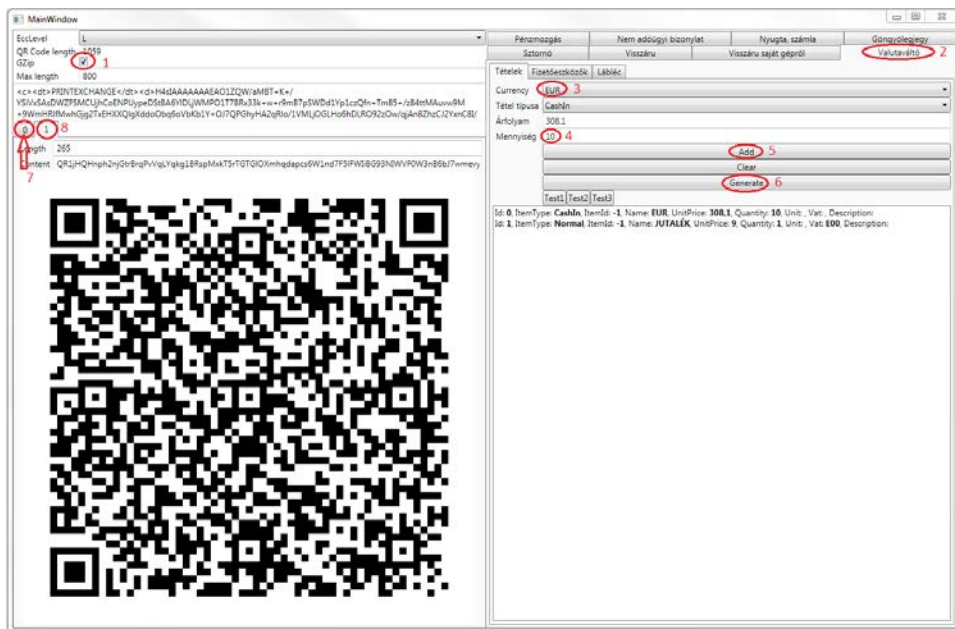 MainWindow
EccLevel L
QR Code length 1059
GZip 1
Max length 800
<c><dt>PRINTEXCHANGE</dt><d>H4sIAAAAAAAEAO1ZQW/aMBT+K+/
0 1 8
7
Length 265
Content
Pénzmozgás Nem adóügyi bizonylat Nyugta, számla Göngyölegjegy
Sztornó Visszáru Visszáru saját gépről Valutaváltó 2
Tételek Fizetőeszközök Lábléc
Currency EUR 3
Tétel típusa CashIn
Árfolyam 308.1
Mennyiség 10 4
Add 5
Clear
Generate 6
Test1 Test2 Test3
Id: 0, ItemType: CashIn, ItemId: -1, Name: EUR, UnitPrice: 308,1, Quantity: 10, Unit: , Vat: , Description:
Id: 1, ItemType: Normal, ItemId: -1, Name: JUTALÉK, UnitPrice: 9, Quantity: 1, Unit: , Vat: E00, Description: